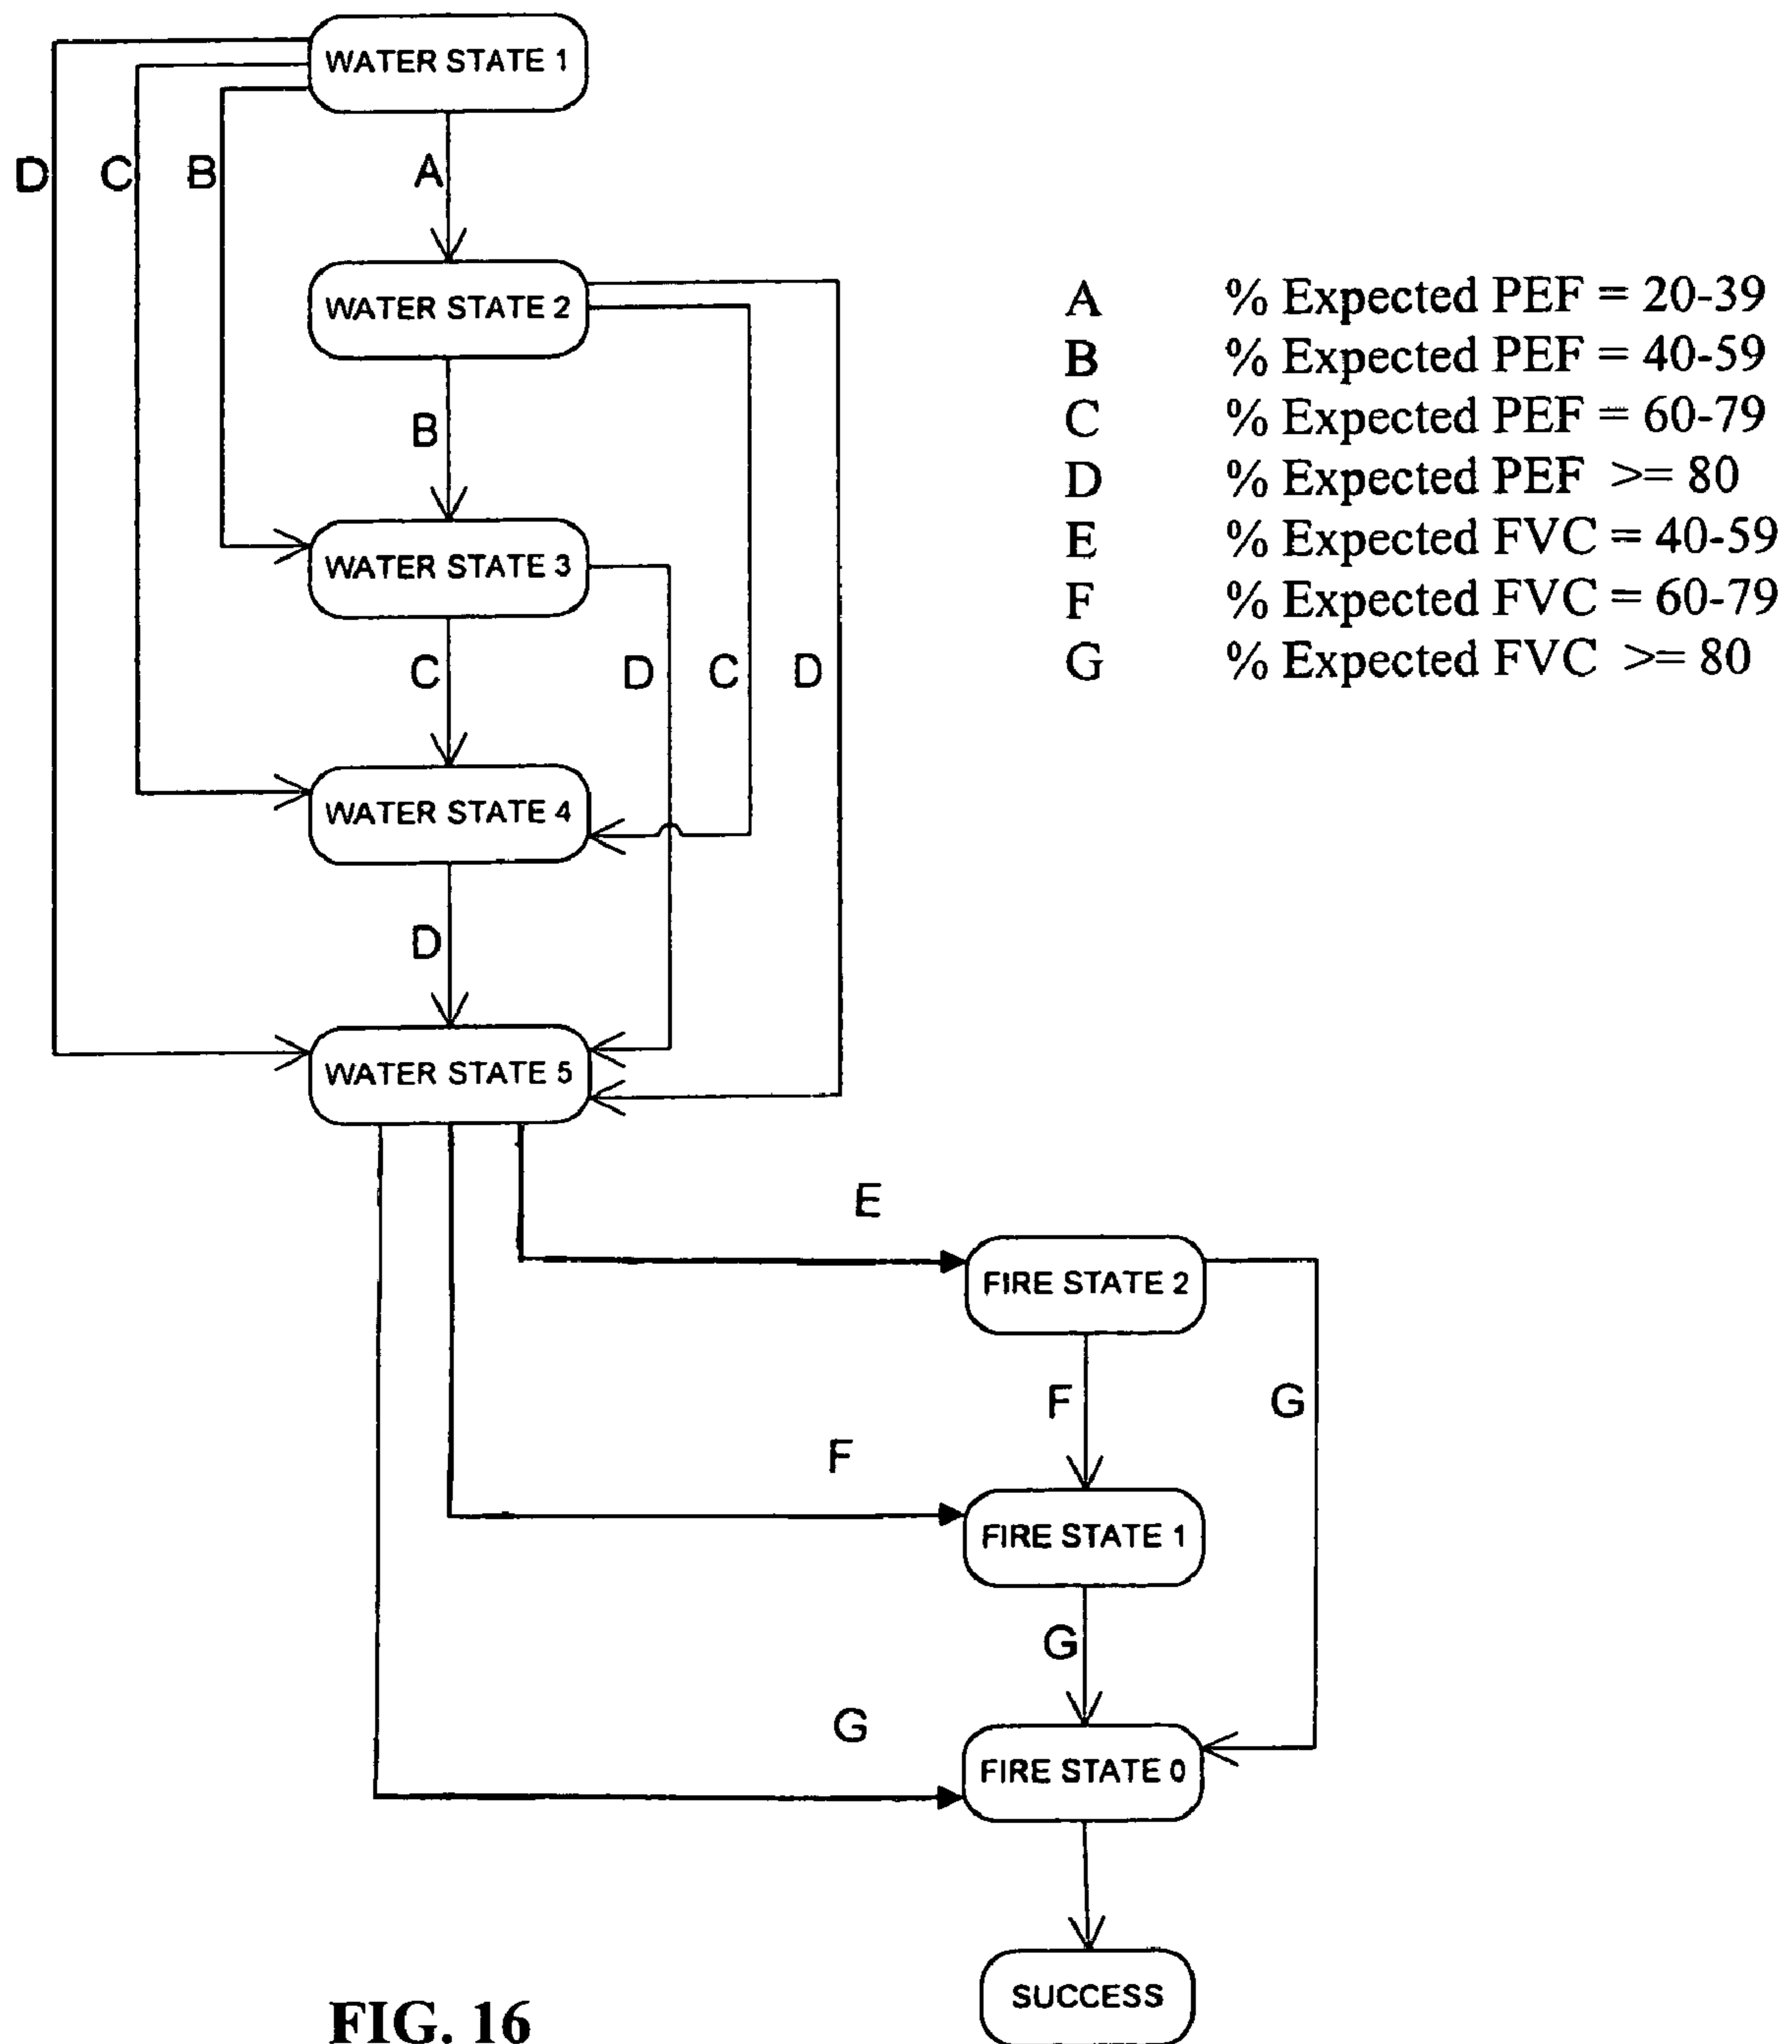 WATER STATE 1
D
C
B
A
WATER STATE 2
A % Expected PEF = 20-39
B % Expected PEF = 40-59
C % Expected PEF = 60-79
D % Expected PEF >= 80
E % Expected FVC = 40-59
F % Expected FVC = 60-79
G % Expected FVC >= 80
B
WATER STATE 3
C
D
C
D
WATER STATE 4
D
WATER STATE 5
E
FIRE STATE 2
F
G
F
FIRE STATE 1
G
G
FIRE STATE 0
SUCCESS
FIG. 16